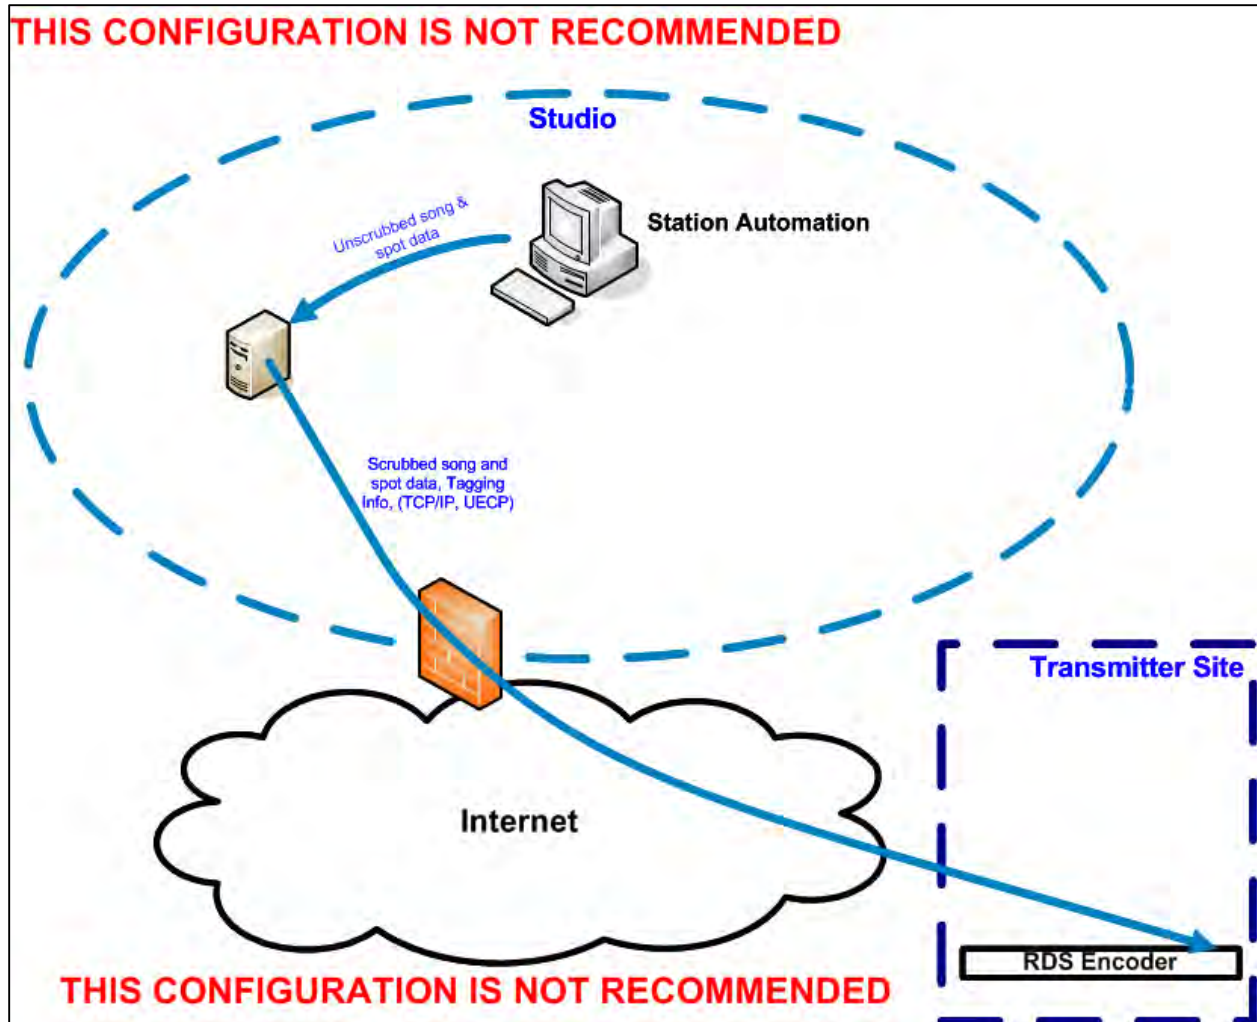 THIS CONFIGURATION IS NOT RECOMMENDED
Studio
Station Automation
Unscrubbed song &
spot data
Scrubbed song and
spot data, Tagging
Info, (TCP/IP, UECP)
Transmitter Site
Internet
RDS Encoder
THIS CONFIGURATION IS NOT RECOMMENDED